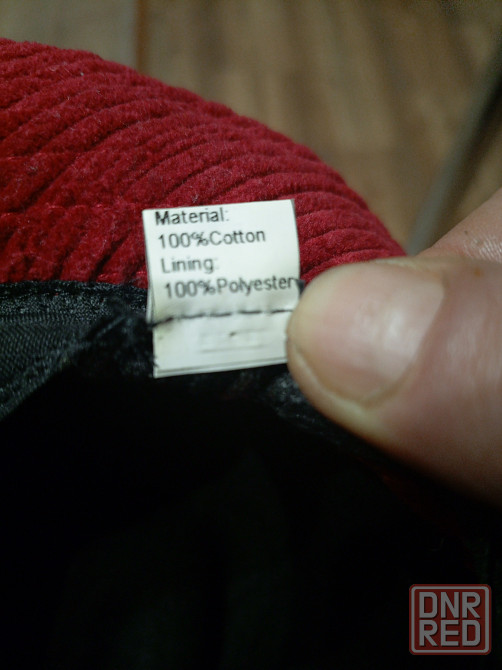 Material:
100%Cotton
Lining:
100%Polyester
DNR
RED